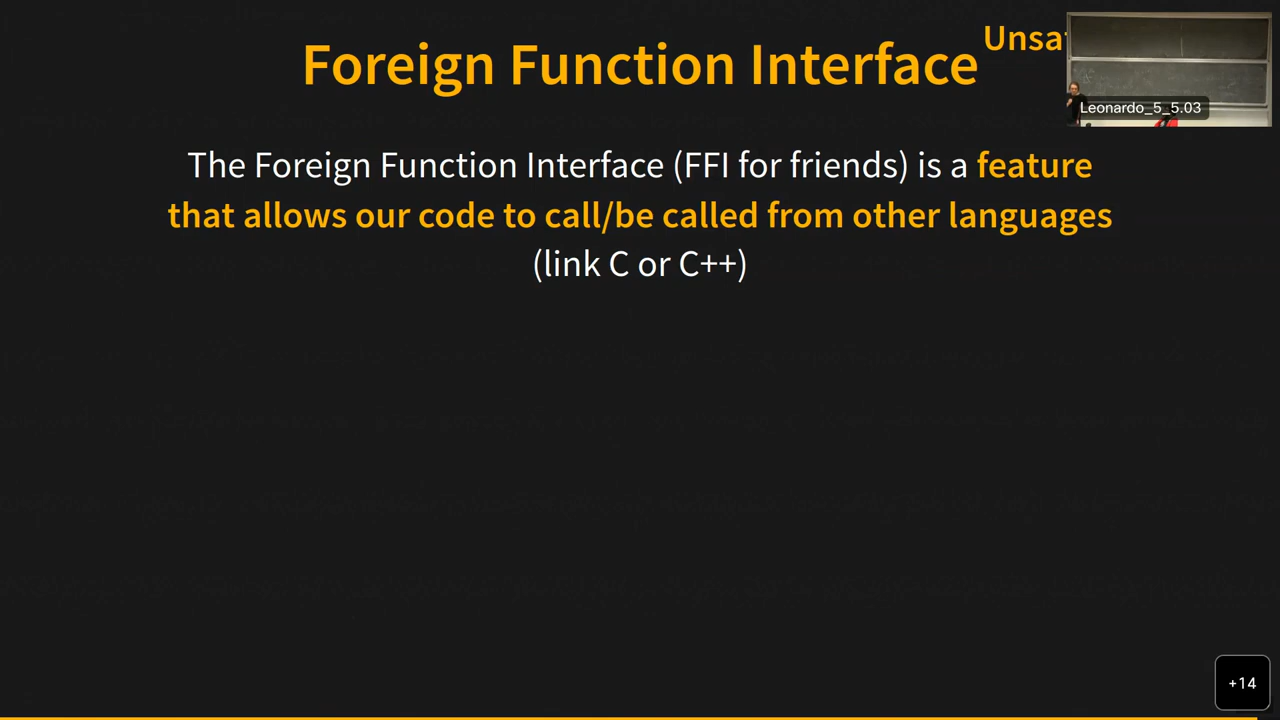 Foreign Function Interface
Leonardo_5_5.03
The Foreign Function Interface (FFI for friends) is a feature
that allows our code to call/be called from other languages
(link C or C++)
+14